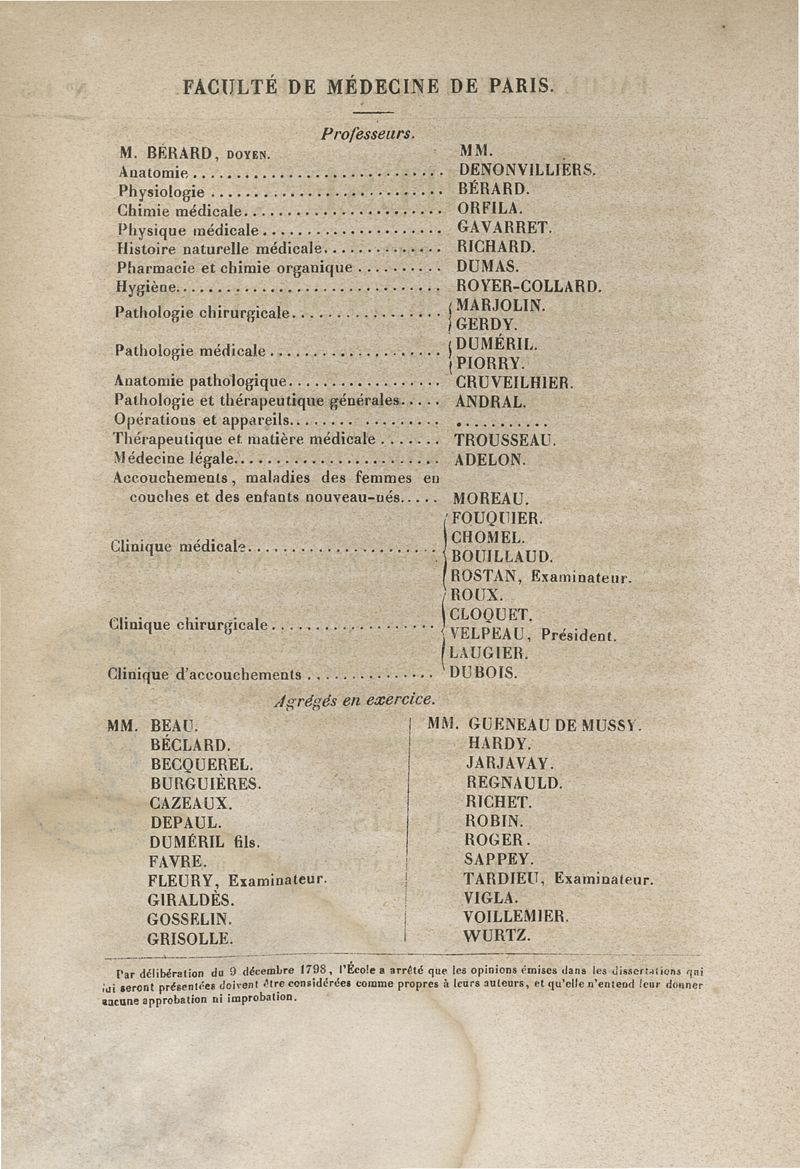 FACULTÉ DE MÉDECINE DE PARIS.
Professeurs.
M. BÉRARD, DOYEN. MM.
Anatomie ............................ DENONVILLIERS.
Physiologie .......................... BÉRARD.
Chimie médicale....................... ORFILA.
Physique médicale ..................... GAVARRET.
Histoire naturelle médicale.............. RICHARD.
Pharmacie et chimie organique .......... DUMAS.
Hygiène.............................. ROYER-COLLARD.
Pathologie chirurgicale................. { MARJOLIN.
GERDY.
Pathologie médicale .................... { DUMÉRIL.
PIORRY.
Anatomie pathologique.................. CRUVEILHIER.
Pathologie et thérapeutique générales..... ANDRAL.
Opérations et appareils.. ......... ...........
Thérapeutique et matière médicale ....... TROUSSEAU.
Médecine légale........................ ADELON.
Accouchements, maladies des femmes en
couches et des enfants nouveau-nés..... MOREAU.
Clinique médicale...................... { FOUQUIER.
CHOMEL.
BOUILLAUD.
ROSTAN, Examinateur.
Clinique chirurgicale ................... { ROUX.
CLOQUET.
VELPEAU, Président.
LAUGIER.
Clinique d'accouchements .............. DUBOIS.
Agrégés en exercice.
MM. BEAU.
BÉCLARD.
BECQUEREL.
BURGUIÈRES.
CAZEAUX.
DEPAUL.
DUMÉRIL fils.
FAVRE.
FLEURY, Examinateur.
GIRALDÈS.
GOSSELIN.
GRISOLLE.
MM. GUENEAU DE MUSSY.
HARDY.
JARJAVAY.
REGNAULD.
RICHET.
ROBIN.
ROGER.
SAPPEY.
TARDIEU, Examinateur.
VIGLA.
VOILLEMIER.
WURTZ.
Par délibération du 9 décembre 1798, l'École a arrêté que les opinions émises dans les dissertations qui
lui seront présentées doivent être considérées comme propres à leurs auteurs, et qu'elle n'entend leur donner
aucune approbation ni improbation.